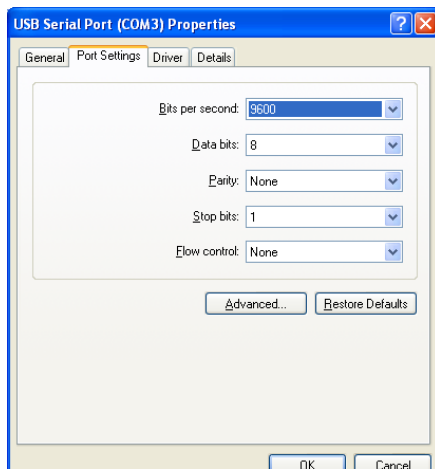 USB Serial Port (COM3) Properties
General Port Settings Driver Details
Bits per second: 9600
Data bits: 8
Parity: None
Stop bits: 1
Flow control: None
Advanced... Restore Defaults
OK Cancel